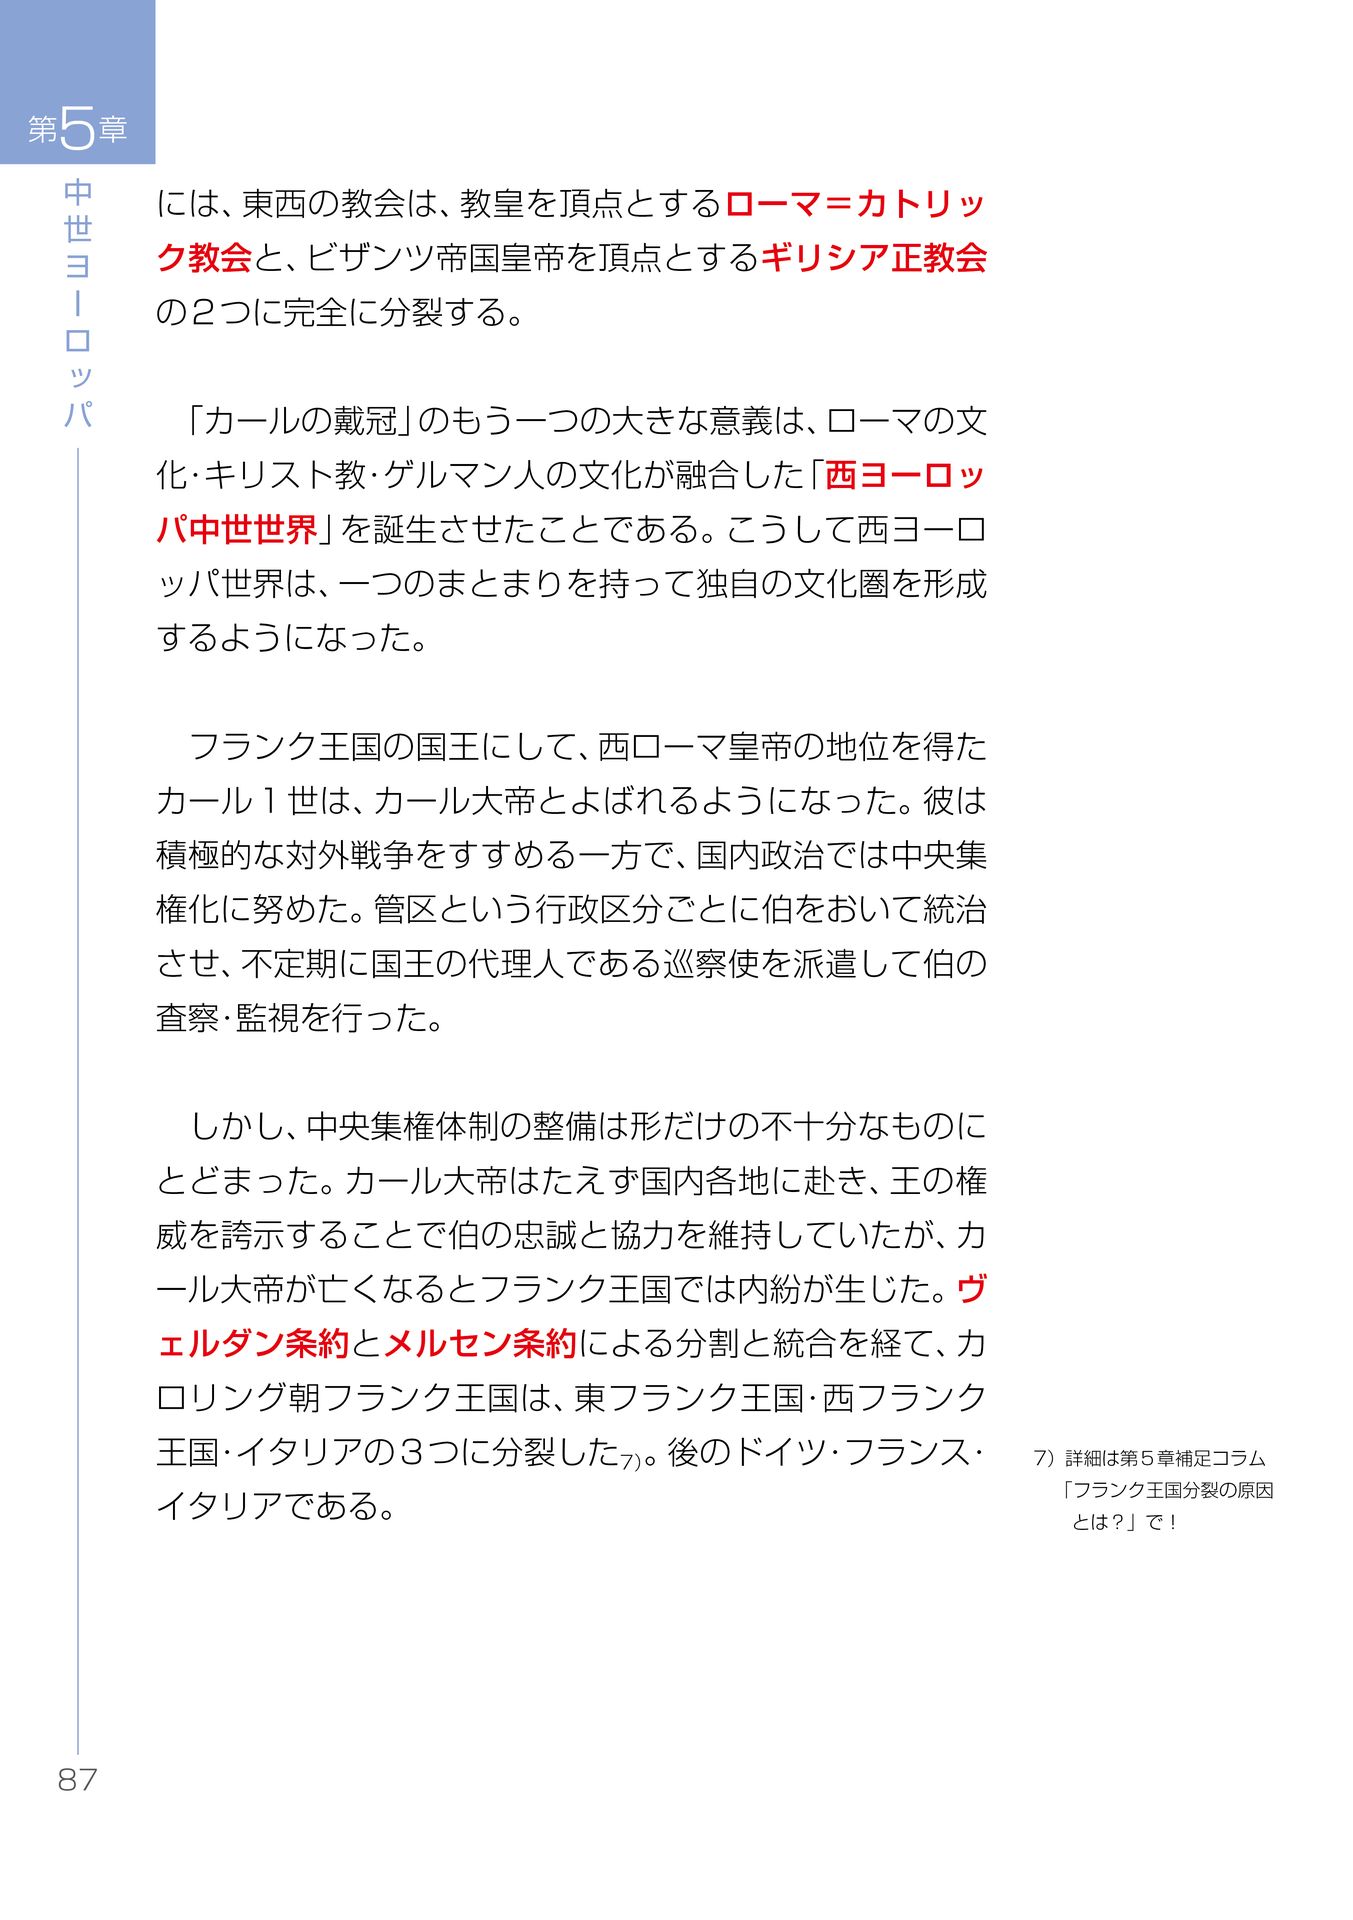 第5章
中世ヨーロッパ
には、東西の教会は、教皇を頂点とするローマ＝カトリッ
ク教会と、ビザンツ帝国皇帝を頂点とするギリシア正教会
の２つに完全に分裂する。
「カールの戴冠」のもう一つの大きな意義は、ローマの文
化・キリスト教・ゲルマン人の文化が融合した「西ヨーロッ
パ中世世界」を誕生させたことである。こうして西ヨーロ
ッパ世界は、一つのまとまりを持って独自の文化圏を形成
するようになった。
フランク王国の国王にして、西ローマ皇帝の地位を得た
カール１世は、カール大帝とよばれるようになった。彼は
積極的な対外戦争をすすめる一方で、国内政治では中央集
権化に努めた。管区という行政区分ごとに伯をおいて統治
させ、不定期に国王の代理人である巡察使を派遣して伯の
査察・監視を行った。
しかし、中央集権体制の整備は形だけの不十分なものに
とどまった。カール大帝はたえず国内各地に赴き、王の権
威を誇示することで伯の忠誠と協力を維持していたが、カ
ール大帝が亡くなるとフランク王国では内紛が生じた。ヴ
ェルダン条約とメルセン条約による分割と統合を経て、カ
ロリング朝フランク王国は、東フランク王国・西フランク
王国・イタリアの３つに分裂した7)。後のドイツ・フランス・
イタリアである。
7）詳細は第５章補足コラム
「フランク王国分裂の原因
とは？」で！
87